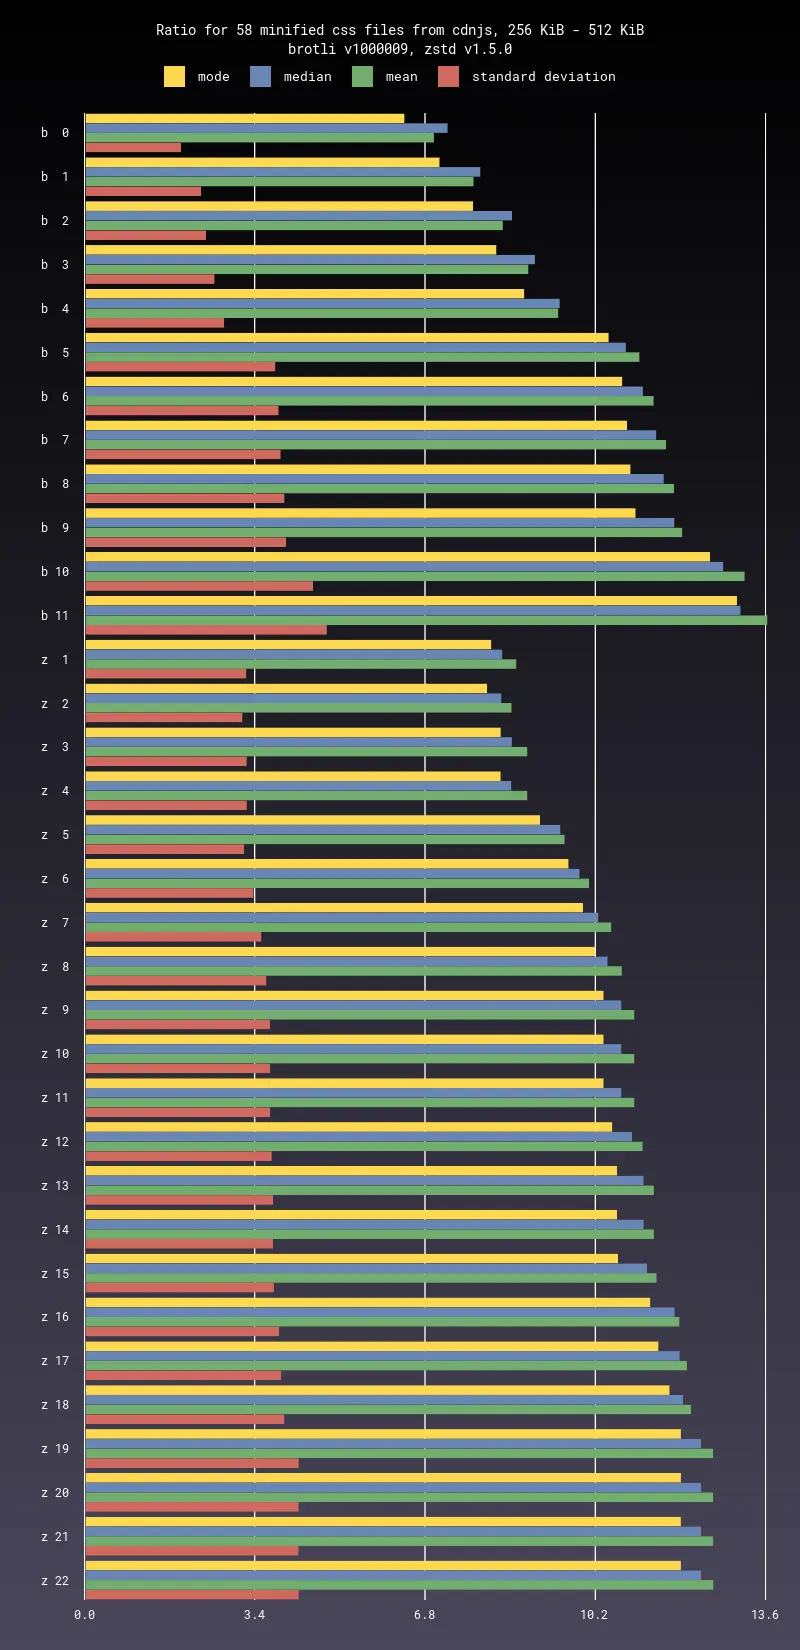 Ratio for 58 minified css files from cdnjs, 256 KiB - 512 KiB
brotli v1000009, zstd v1.5.0
mode median mean standard deviation
b 0
b 1
b 2
b 3
b 4
b 5
b 6
b 7
b 8
b 9
b 10
b 11
z 1
z 2
z 3
z 4
z 5
z 6
z 7
z 8
z 9
z 10
z 11
z 12
z 13
z 14
z 15
z 16
z 17
z 18
z 19
z 20
z 21
z 22
0.0 3.4 6.8 10.2 13.6